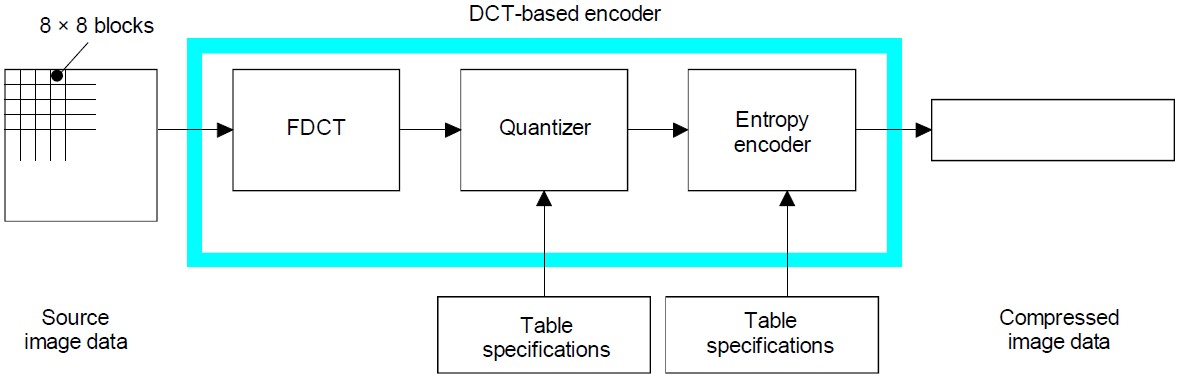 DCT-based encoder
8 × 8 blocks
FDCT
Quantizer
Entropy
encoder
Source
image data
Table
specifications
Table
specifications
Compressed
image data